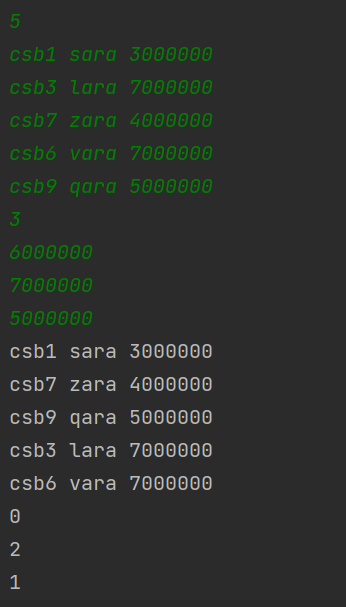 5
csb1 sara 3000000
csb3 lara 7000000
csb7 zara 4000000
csb6 vara 7000000
csb9 qara 5000000
3
6000000
7000000
5000000
csb1 sara 3000000
csb7 zara 4000000
csb9 qara 5000000
csb3 lara 7000000
csb6 vara 7000000
0
2
1